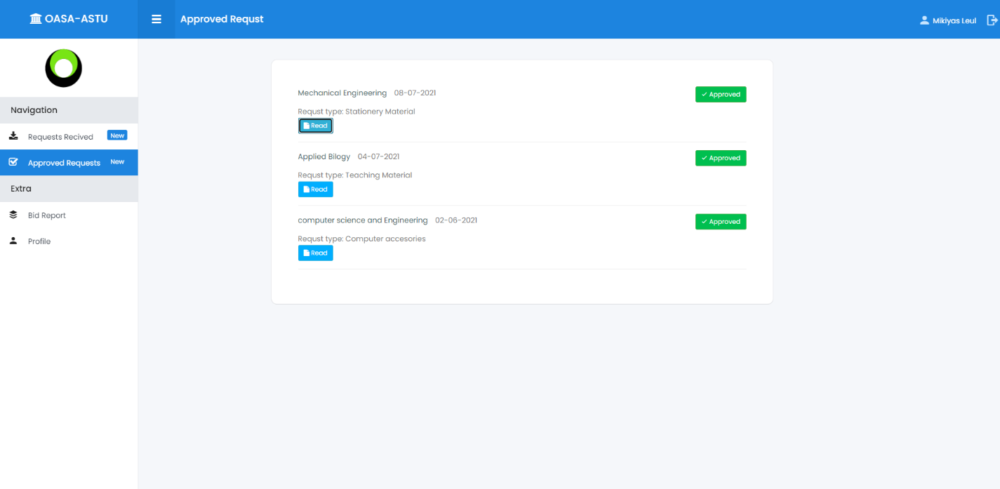 OASA-ASTU
Approved Requst
Mikiyas Leul
Navigation
Requests Recived New
Approved Requests New
Extra
Bid Report
Profile
Mechanical Engineering 08-07-2021
Approved
Requst type: Stationery Material
Read
Applied Bilogy 04-07-2021
Approved
Requst type: Teaching Material
Read
computer science and Engineering 02-06-2021
Approved
Requst type: Computer accesories
Read